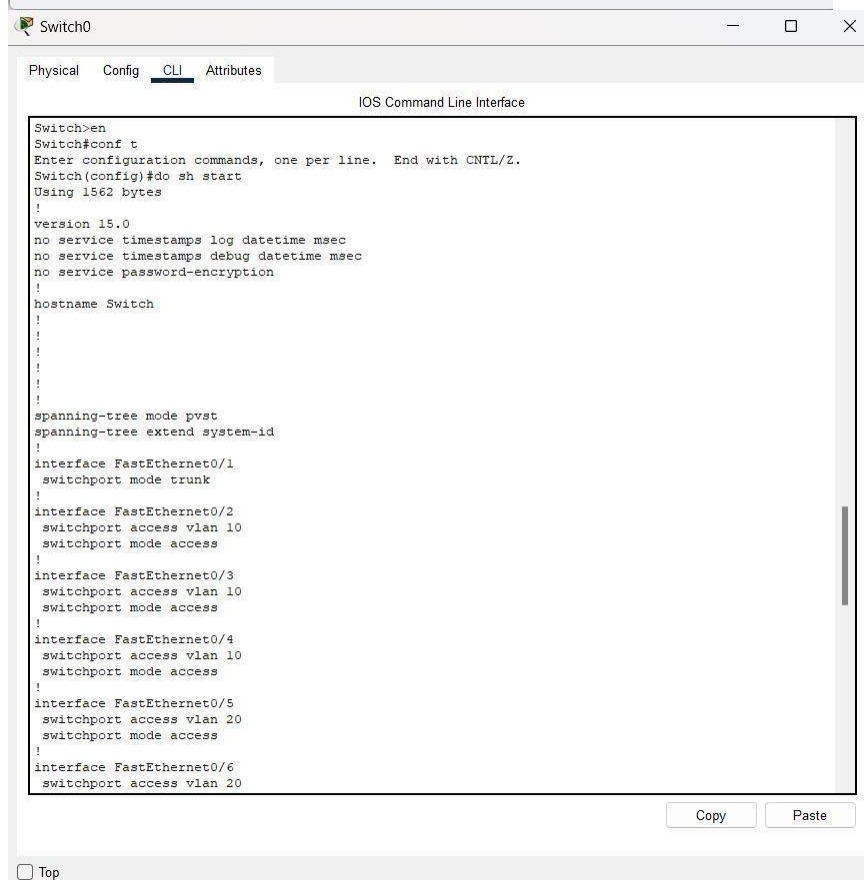 Switch0
Physical Config CLI Attributes
IOS Command Line Interface
Switch>en
Switch#conf t
Enter configuration commands, one per line.  End with CNTL/Z.
Switch(config)#do sh start
Using 1562 bytes
!
version 15.0
no service timestamps log datetime msec
no service timestamps debug datetime msec
no service password-encryption
!
hostname Switch
!
!
!
!
!
!
spanning-tree mode pvst
spanning-tree extend system-id
!
interface FastEthernet0/1
 switchport mode trunk
!
interface FastEthernet0/2
 switchport access vlan 10
 switchport mode access
!
interface FastEthernet0/3
 switchport access vlan 10
 switchport mode access
!
interface FastEthernet0/4
 switchport access vlan 10
 switchport mode access
!
interface FastEthernet0/5
 switchport access vlan 20
 switchport mode access
!
interface FastEthernet0/6
 switchport access vlan 20
Copy Paste
Top